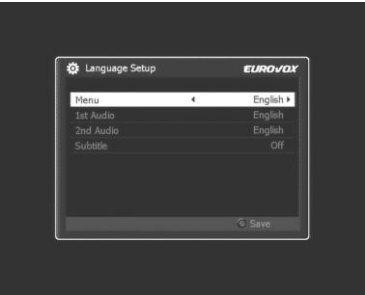 Language Setup EUROVOX
Menu English
1st Audio English
2nd Audio English
Subtitle Off
Save